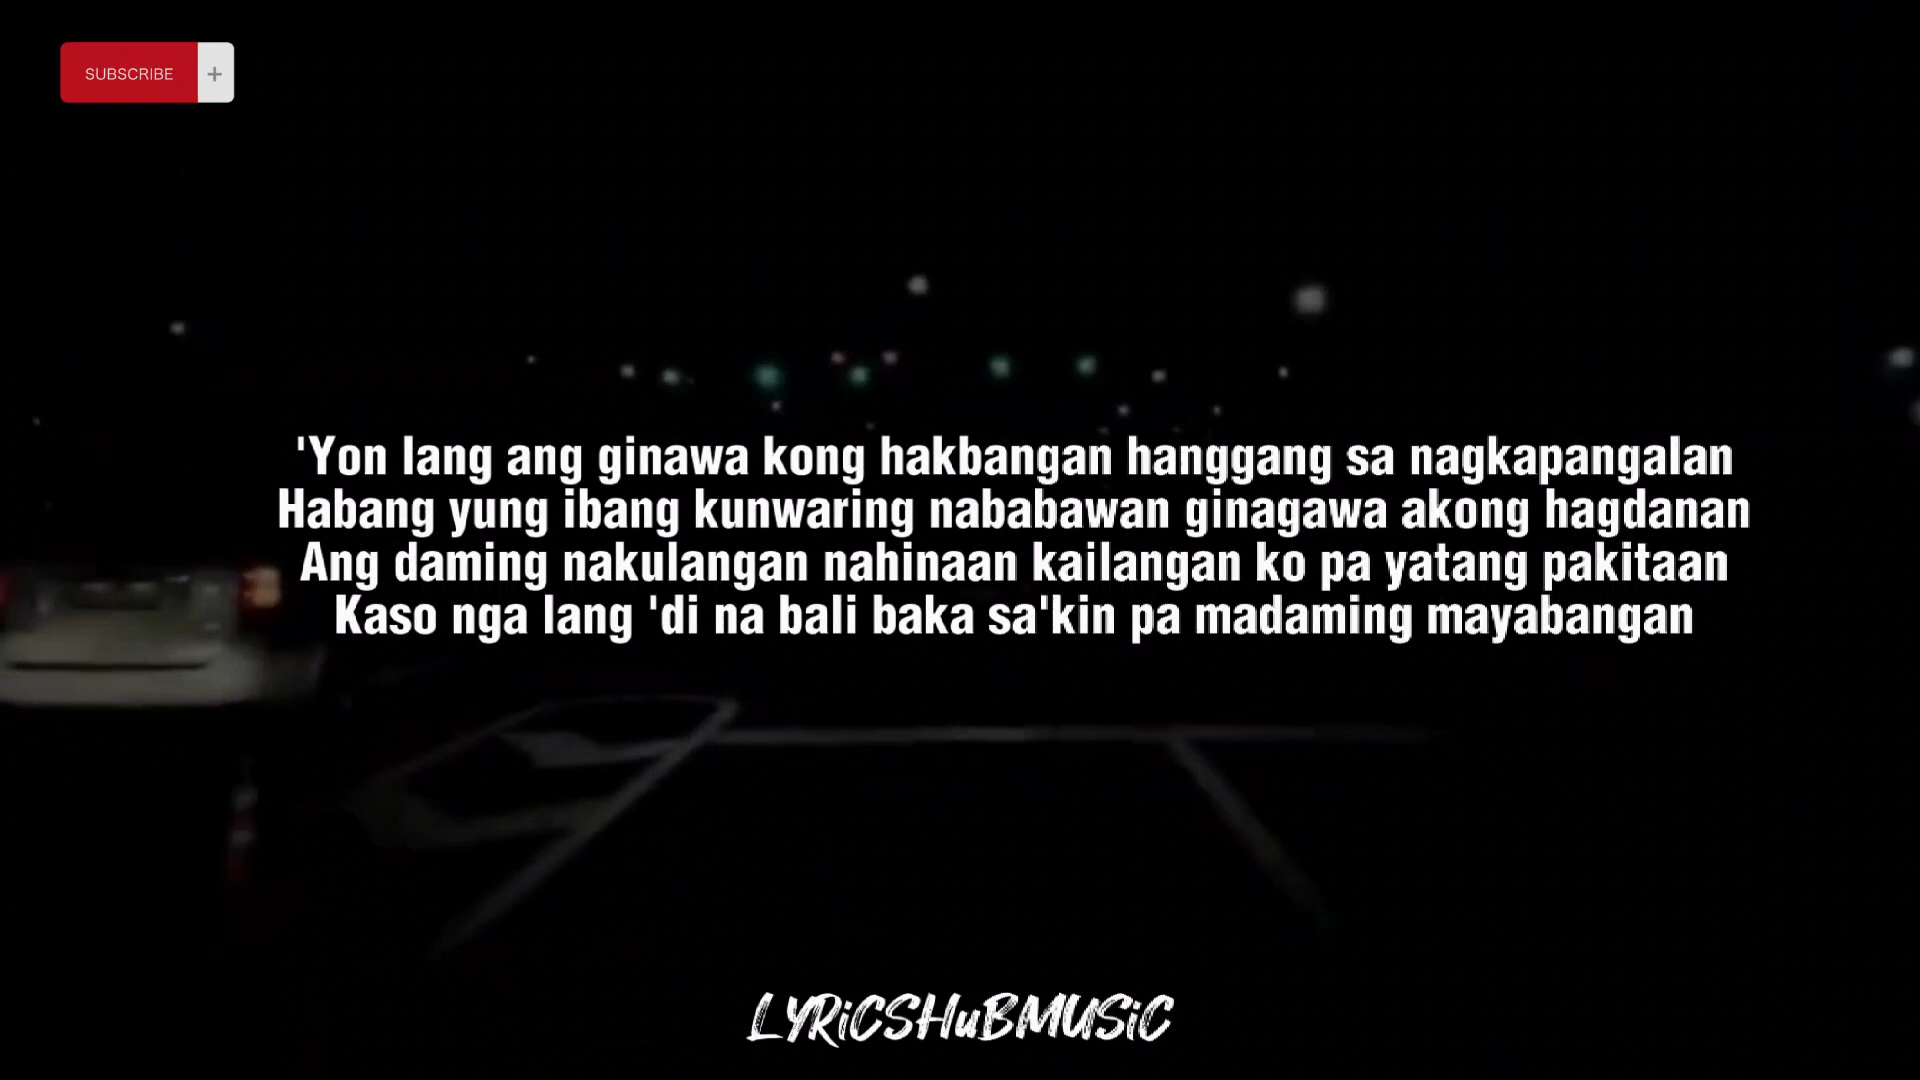 SUBSCRIBE +
'Yon lang ang ginawa kong hakbangan hanggang sa nagkapangalan
Habang yung ibang kunwaring nababawan ginagawa akong hagdanan
Ang daming nakulangan nahinaan kailangan ko pa yatang pakitaan
Kaso nga lang 'di na bali baka sa'kin pa madaming mayabangan
LYRiCSHuBMUSiC